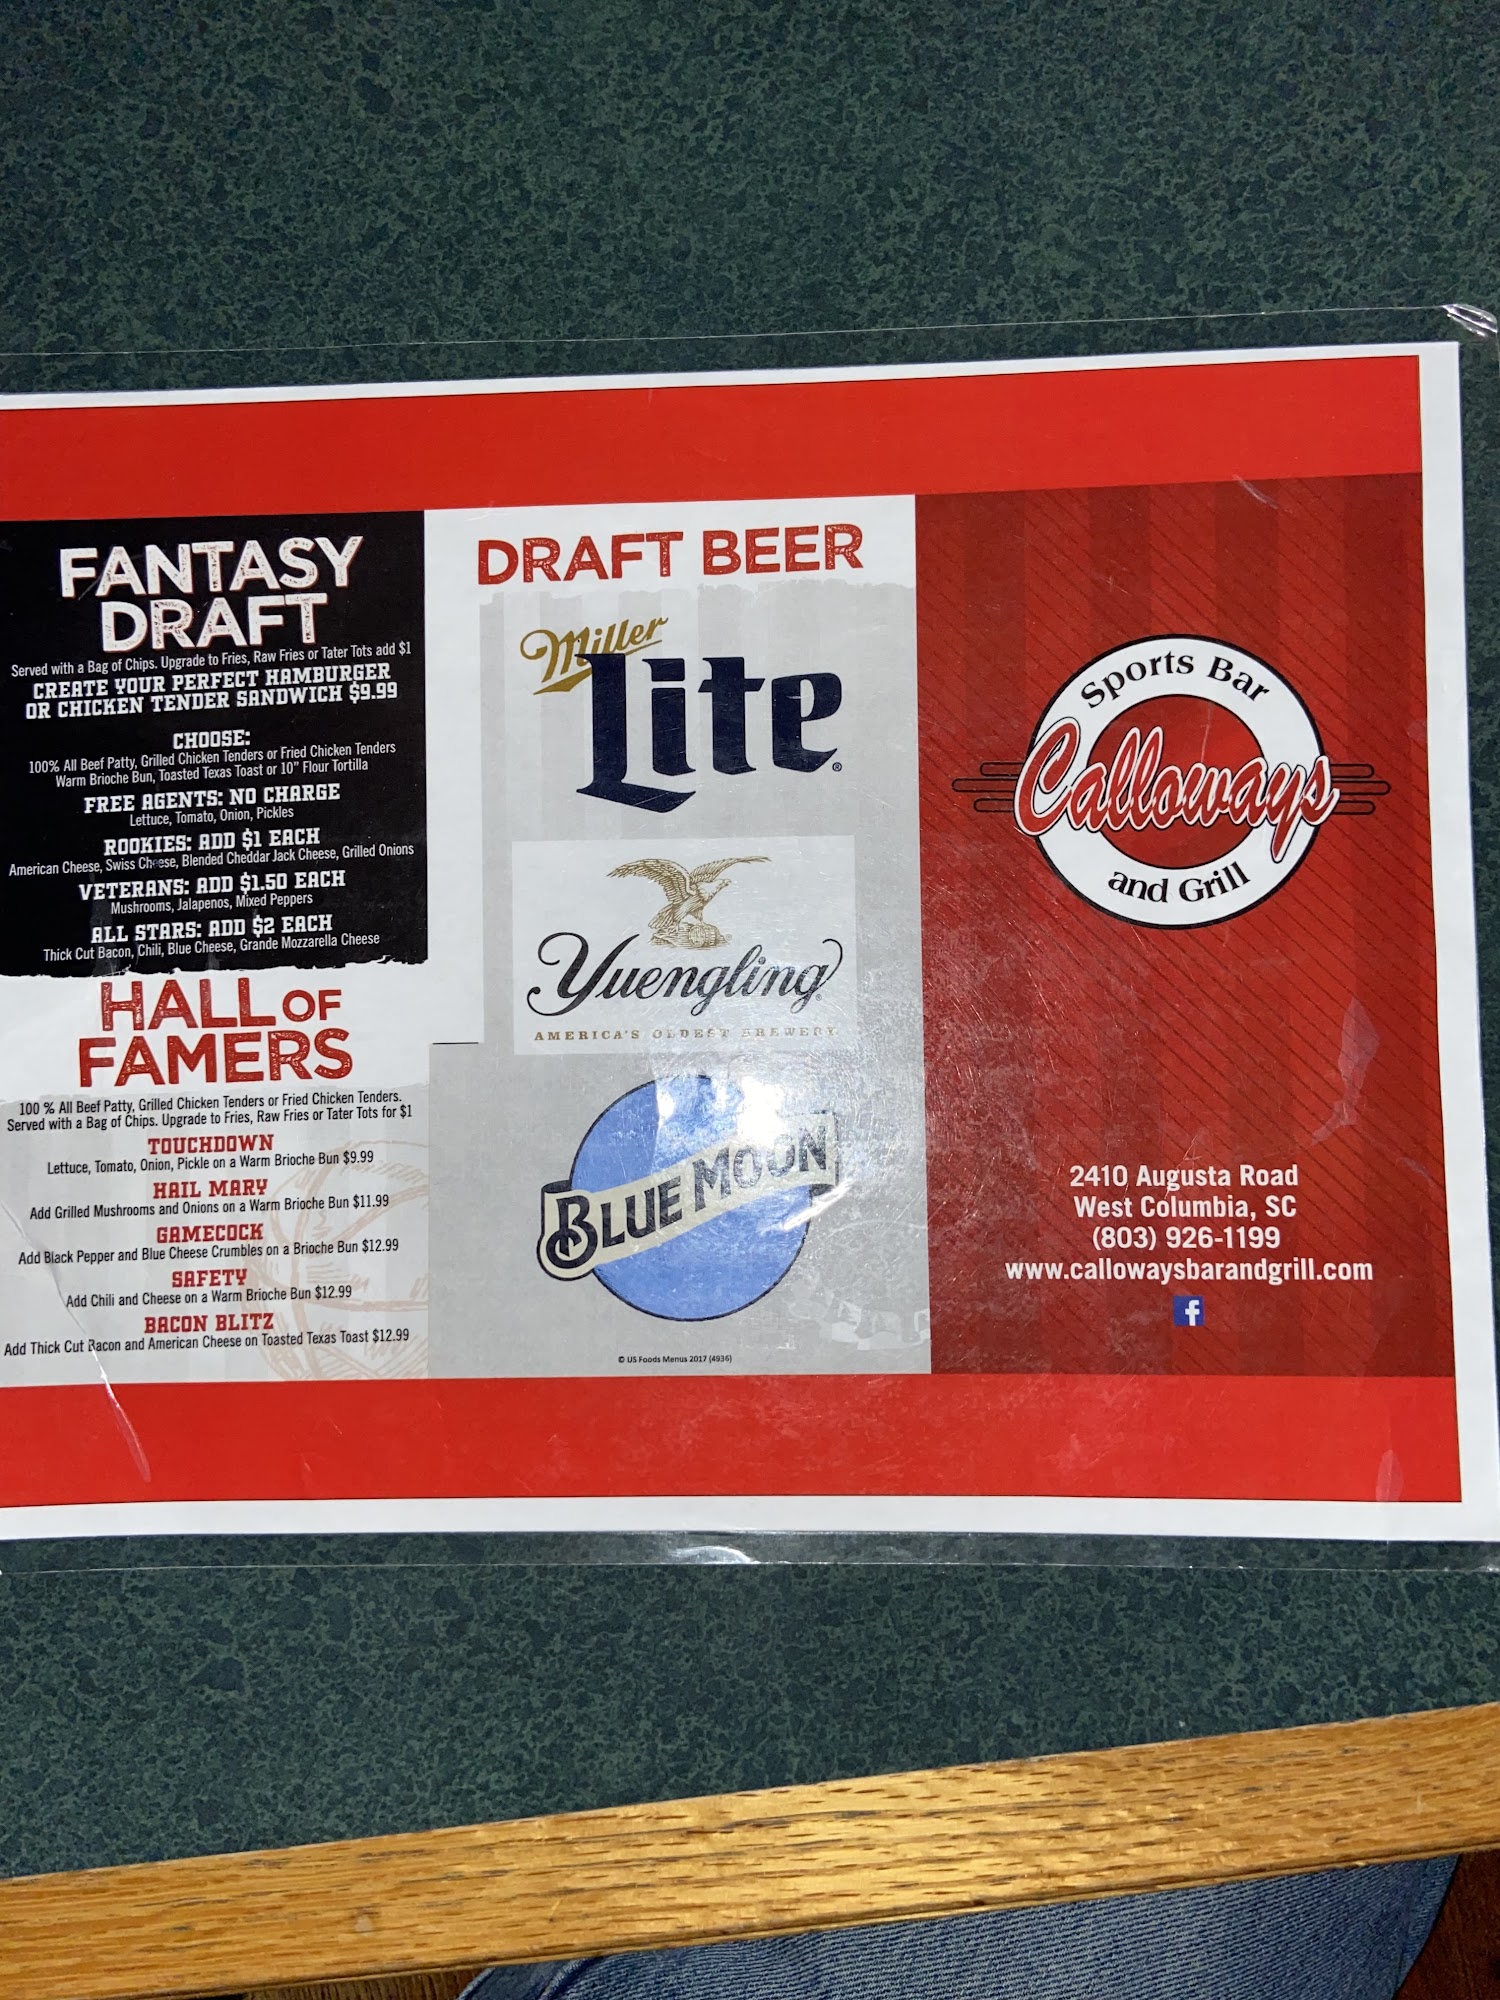 FANTASY
DRAFT
Served with a Bag of Chips. Upgrade to Fries, Raw Fries or Tater Tots add $1
CREATE YOUR PERFECT HAMBURGER
OR CHICKEN TENDER SANDWICH $9.99
CHOOSE:
100% All Beef Patty, Grilled Chicken Tenders or Fried Chicken Tenders
Warm Brioche Bun, Toasted Texas Toast or 10" Flour Tortilla
FREE AGENTS: NO CHARGE
Lettuce, Tomato, Onion, Pickles
ROOKIES: ADD $1 EACH
American Cheese, Swiss Cheese, Blended Cheddar Jack Cheese, Grilled Onions
VETERANS: ADD $1.50 EACH
Mushrooms, Jalapenos, Mixed Peppers
ALL STARS: ADD $2 EACH
Thick Cut Bacon, Chili, Blue Cheese, Grande Mozzarella Cheese
HALL OF
FAMERS
100 % All Beef Patty, Grilled Chicken Tenders or Fried Chicken Tenders.
Served with a Bag of Chips. Upgrade to Fries, Raw Fries or Tater Tots for $1
TOUCHDOWN
Lettuce, Tomato, Onion, Pickle on a Warm Brioche Bun $9.99
HAIL MARY
Add Grilled Mushrooms and Onions on a Warm Brioche Bun $11.99
GAMECOCK
Add Black Pepper and Blue Cheese Crumbles on a Brioche Bun $12.99
SAFETY
Add Chili and Cheese on a Warm Brioche Bun $12.99
BACON BLITZ
Add Thick Cut Bacon and American Cheese on Toasted Texas Toast $12.99
DRAFT BEER
Miller
Lite®
Yuengling®
AMERICA'S OLDEST BREWERY
BLUE MOON
© US Foods Menus 2017 (4936)
Sports Bar
Calloways
and Grill
2410 Augusta Road
West Columbia, SC
(803) 926-1199
www.callowaysbarandgrill.com
f